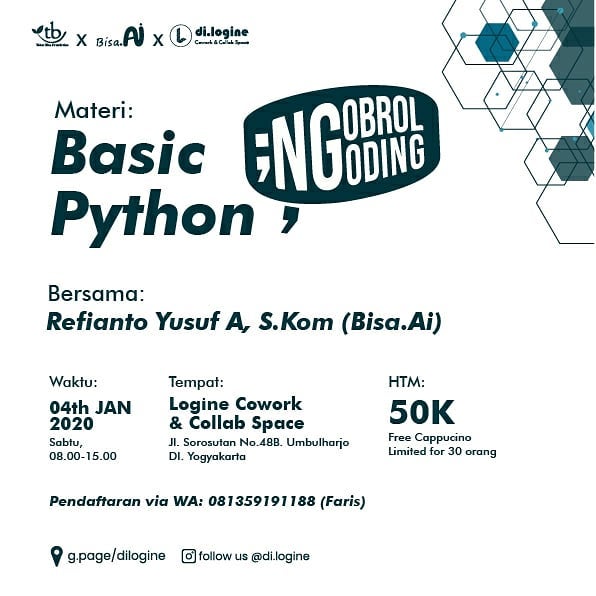 tb x Bisa.AI x L di.logine
Cowork & Collab Space
Materi:
Basic
Python
;NGOBROL
NGODING
Bersama:
Refianto Yusuf A, S.Kom (Bisa.Ai)
Waktu:
04th JAN
2020
Sabtu,
08.00-15.00
Tempat:
Logine Cowork
& Collab Space
Jl. Sorosutan No.48B. Umbulharjo
DI. Yogyakarta
HTM:
50K
Free Cappucino
Limited for 30 orang
Pendaftaran via WA: 081359191188 (Faris)
g.page/dilogine
follow us @di.logine